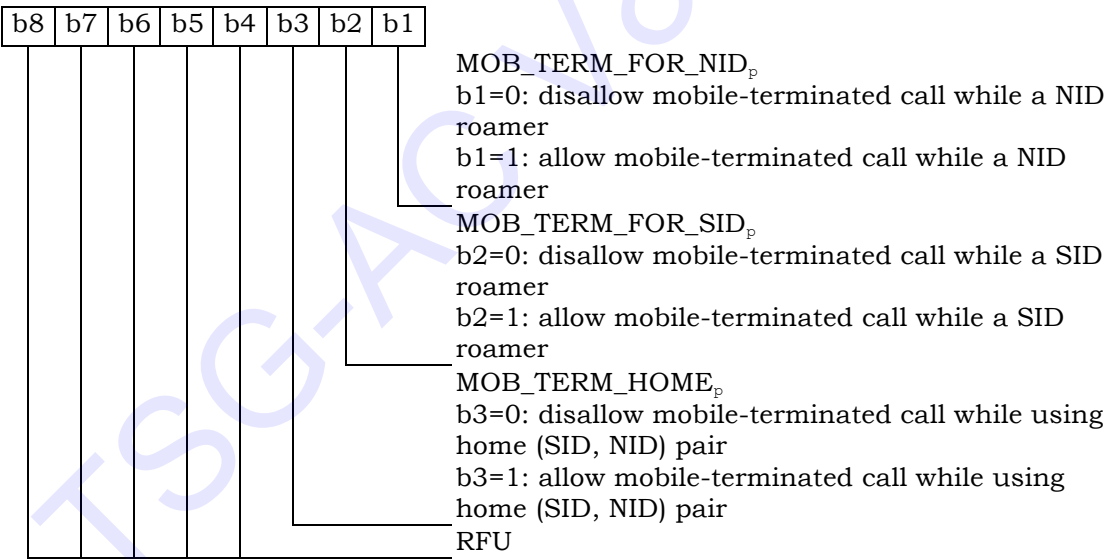 b8 b7 b6 b5 b4 b3 b2 b1
MOB_TERM_FOR_NIDp
b1=0: disallow mobile-terminated call while a NID
roamer
b1=1: allow mobile-terminated call while a NID
roamer
MOB_TERM_FOR_SIDp
b2=0: disallow mobile-terminated call while a SID
roamer
b2=1: allow mobile-terminated call while a SID
roamer
MOB_TERM_HOMEp
b3=0: disallow mobile-terminated call while using
home (SID, NID) pair
b3=1: allow mobile-terminated call while using
home (SID, NID) pair
RFU
TSG-AC